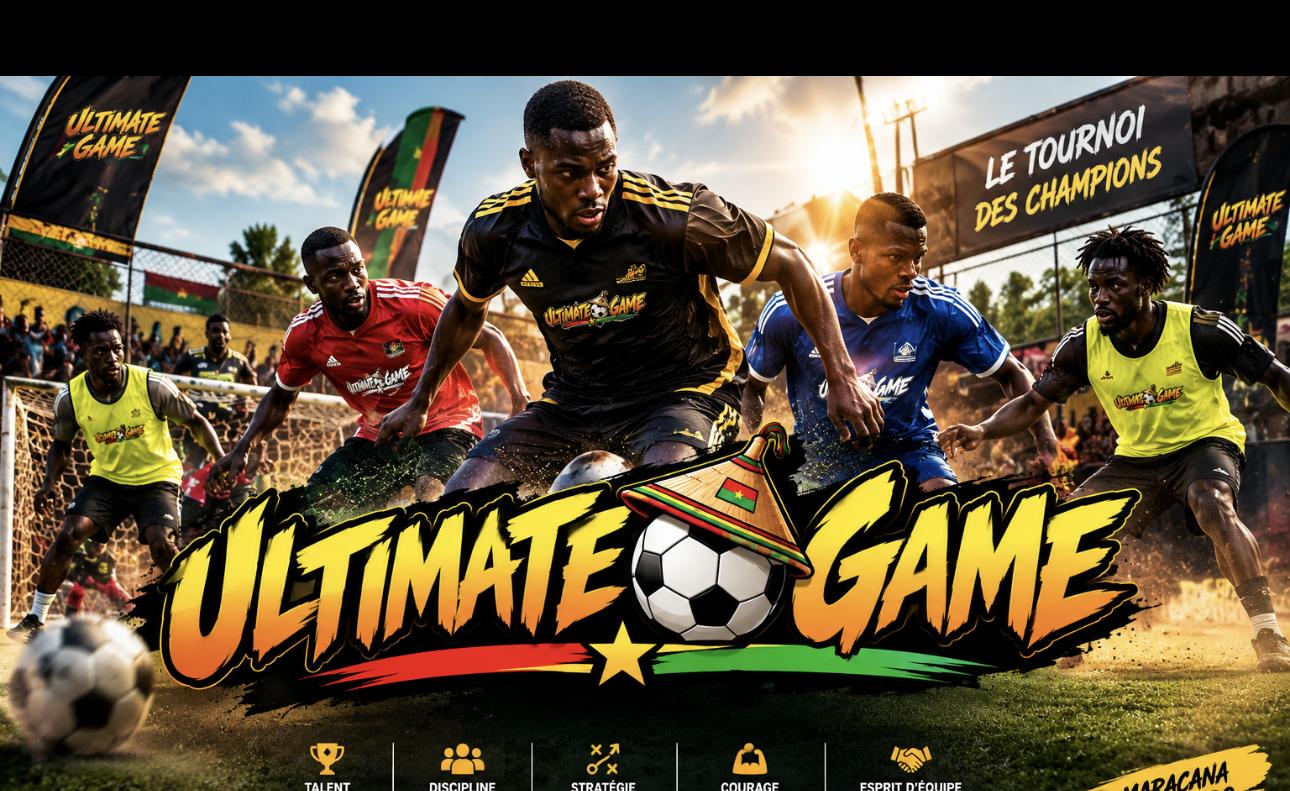 ULTIMATE
GAME
ULTIMATE
GAME
LE TOURNOI
DES CHAMPIONS
ULTIMATE
GAME
adidas
ULTIMATE GAME
ULTIMATE GAME
ULTIMATE GAME
ULTIMATE GAME
ULTIMATE GAME
ULTIMATE GAME
TALENT
DISCIPLINE
STRATÉGIE
COURAGE
ESPRIT D'ÉQUIPE
MARACANA